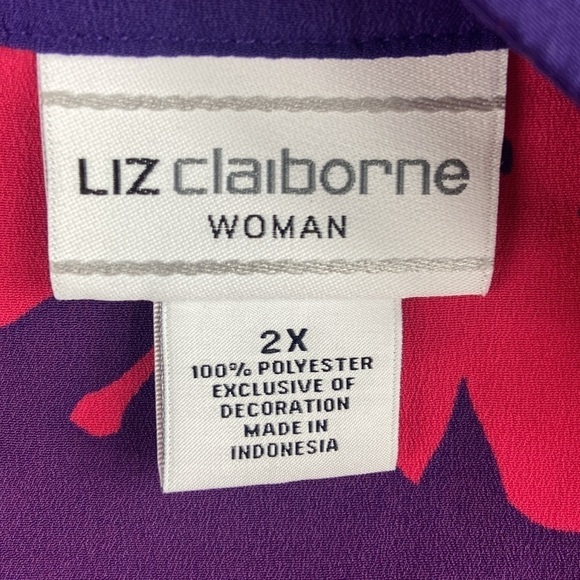 LIZ claiborne
WOMAN
2X
100% POLYESTER
EXCLUSIVE OF
DECORATION
MADE IN
INDONESIA